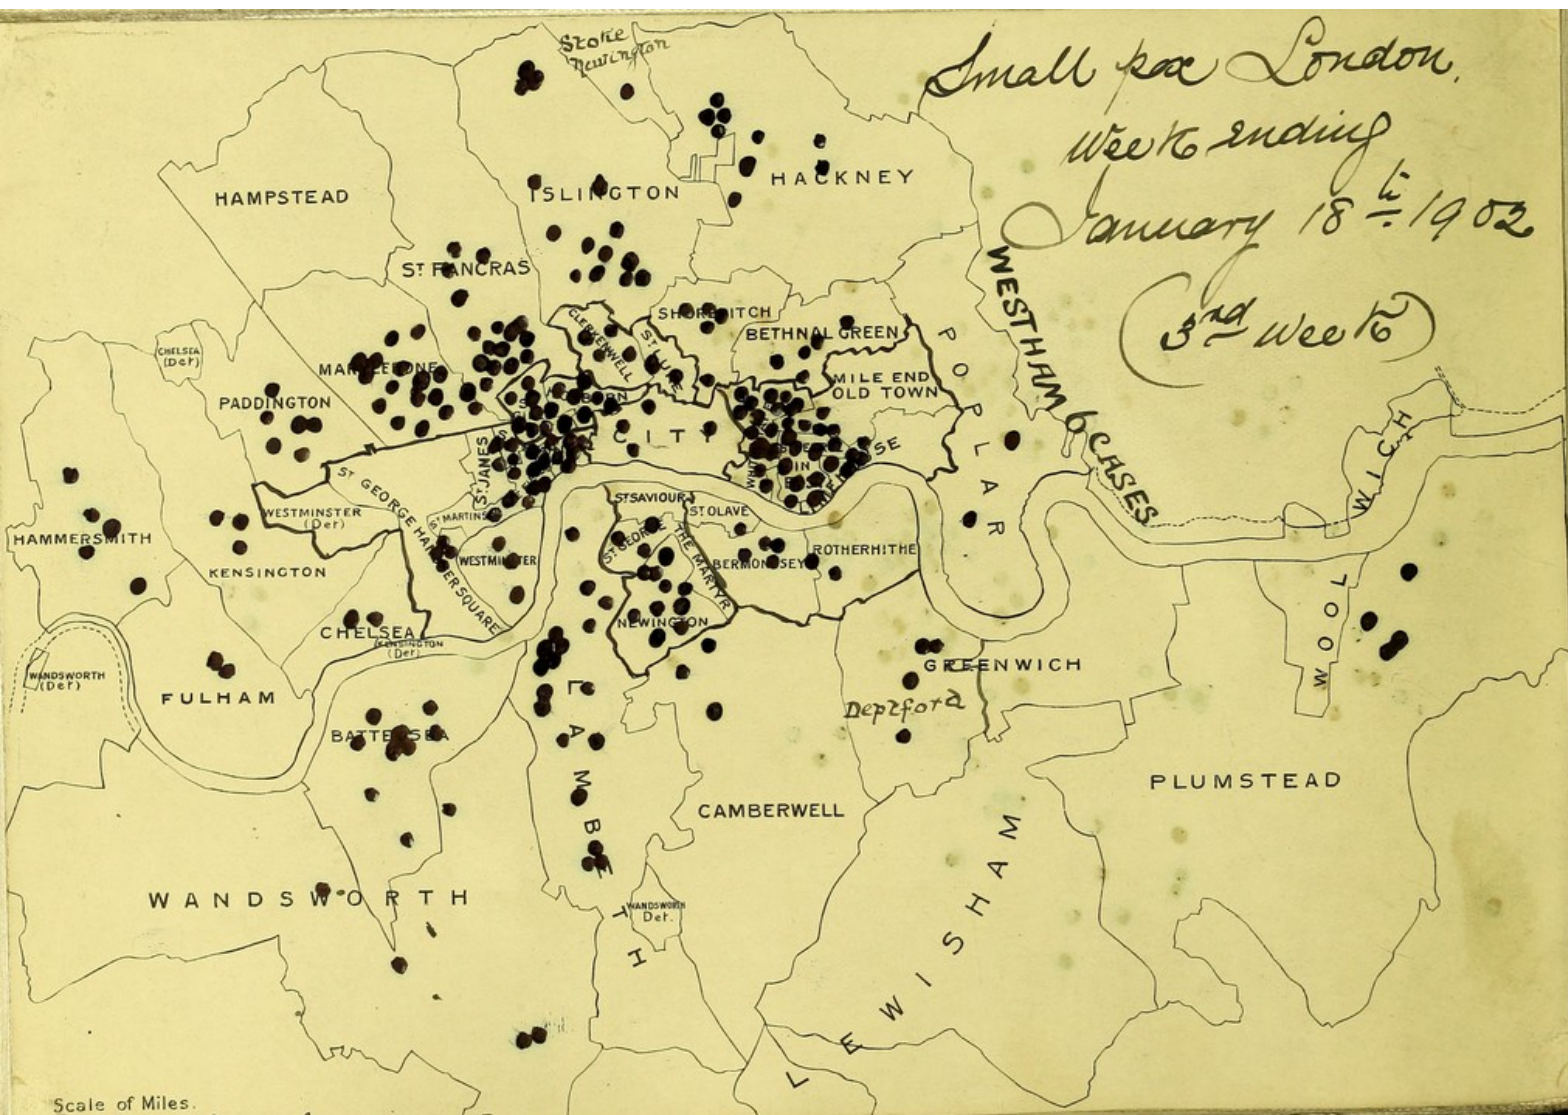 Small pox London.
Week ending
January 18th 1902
(3rd Week)
Stoke
Newington
HAMPSTEAD
ISLINGTON
HACKNEY
ST PANCRAS
WESTHAM 6 CASES
SHOREDITCH
CLERKENWELL
ST LUKE
BETHNAL GREEN
POPLAR
CHELSEA
(Det)
MARYLEBONE
MILE END
OLD TOWN
PADDINGTON
CITY
WOOLWICH
ST JAMES
IN
ST GEORGE HANOVER SQUARE
WESTMINSTER
(Det)
ST MARTINS
ST SAVIOUR
ST OLAVE
HAMMERSMITH
ST GEORGE THE MARTYR
WESTMINSTER
BERMONDSEY
ROTHERHITHE
KENSINGTON
NEWINGTON
CHELSEA
KENSINGTON
(Det)
GREENWICH
WANDSWORTH
(Det)
FULHAM
Deptford
BATTERSEA
LAMBETH
PLUMSTEAD
CAMBERWELL
WANDSWORTH
WANDSWORTH
Det.
LEWISHAM
Scale of Miles.